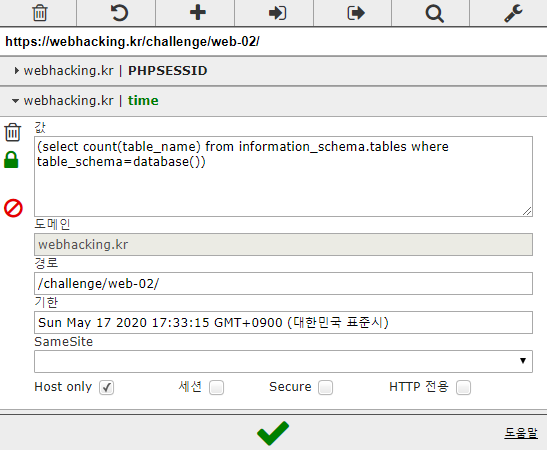 https://webhacking.kr/challenge/web-02/
webhacking.kr | PHPSESSID
webhacking.kr | time
값
(select count(table_name) from information_schema.tables where
table_schema=database())
도메인
webhacking.kr
경로
/challenge/web-02/
기한
Sun May 17 2020 17:33:15 GMT+0900 (대한민국 표준시)
SameSite
Host only 세션 Secure HTTP 전용
도움말